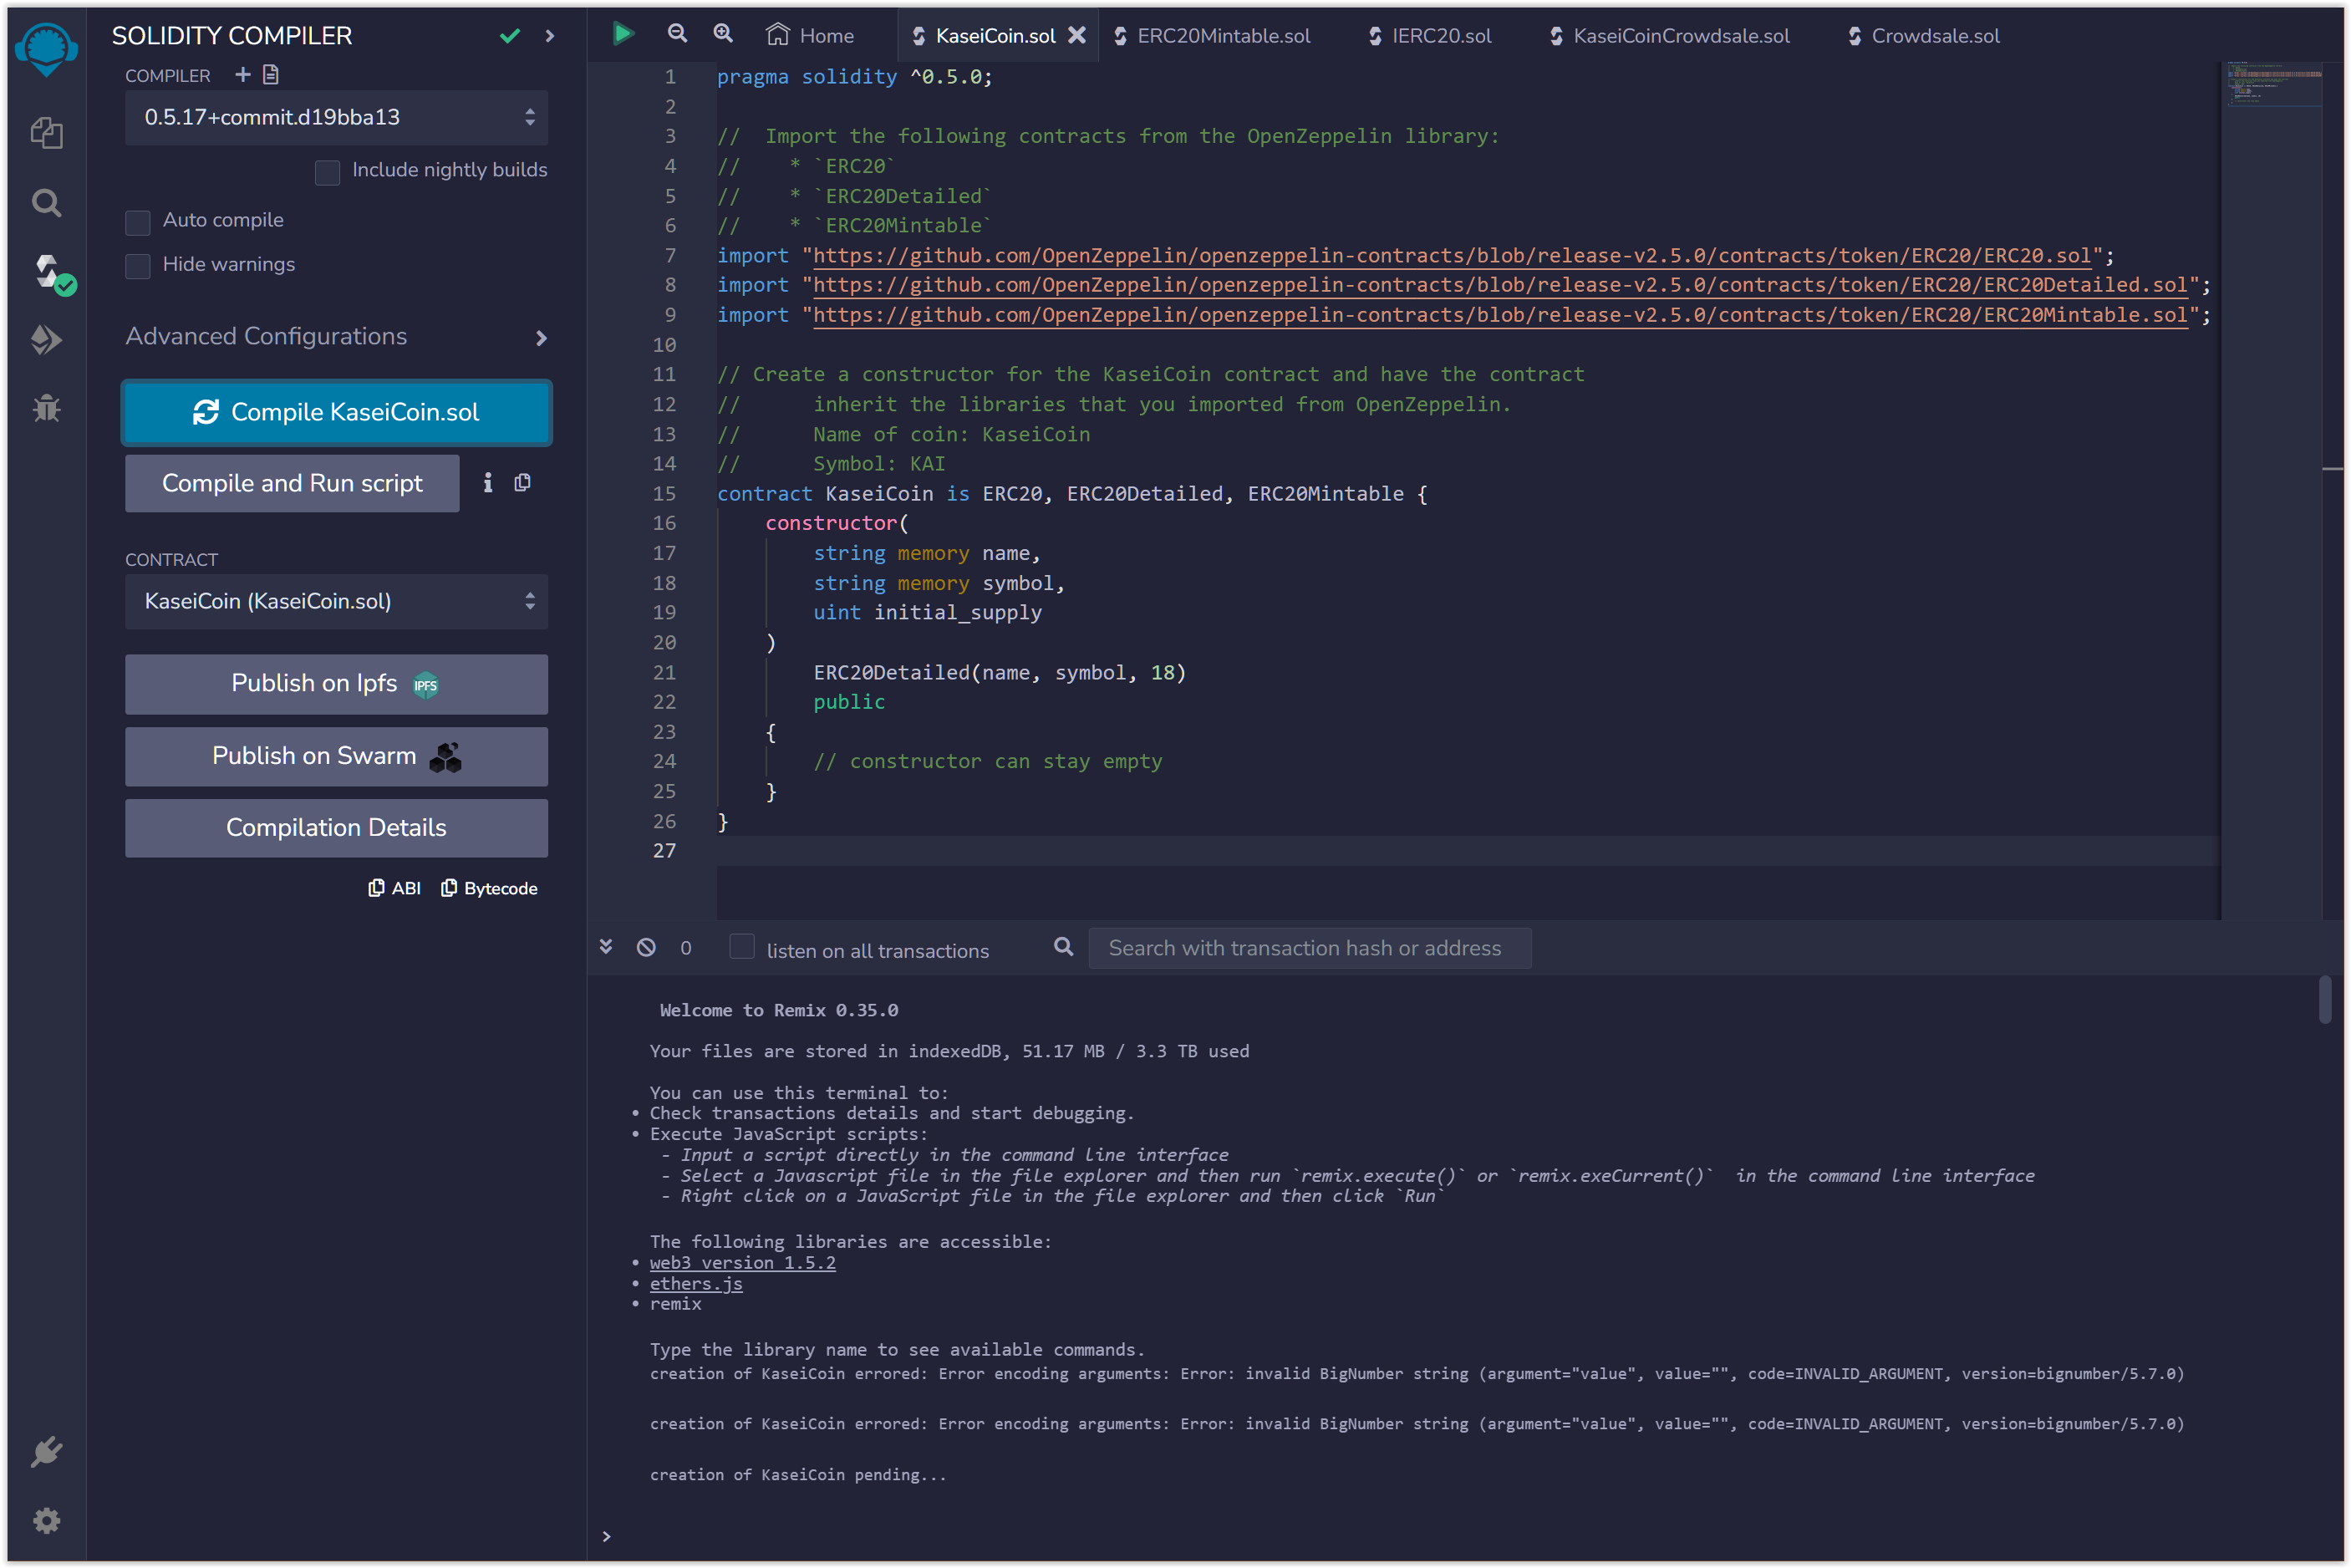 SOLIDITY COMPILER
COMPILER
0.5.17+commit.d19bba13
Include nightly builds
Auto compile
Hide warnings
Advanced Configurations
Compile KaseiCoin.sol
Compile and Run script
CONTRACT
KaseiCoin (KaseiCoin.sol)
Publish on Ipfs IPFS
Publish on Swarm
Compilation Details
ABI Bytecode
Home KaseiCoin.sol ERC20Mintable.sol IERC20.sol KaseiCoinCrowdsale.sol Crowdsale.sol
1 pragma solidity ^0.5.0;
2
3 //  Import the following contracts from the OpenZeppelin library:
4 //    * `ERC20`
5 //    * `ERC20Detailed`
6 //    * `ERC20Mintable`
7 import "https://github.com/OpenZeppelin/openzeppelin-contracts/blob/release-v2.5.0/contracts/token/ERC20/ERC20.sol";
8 import "https://github.com/OpenZeppelin/openzeppelin-contracts/blob/release-v2.5.0/contracts/token/ERC20/ERC20Detailed.sol";
9 import "https://github.com/OpenZeppelin/openzeppelin-contracts/blob/release-v2.5.0/contracts/token/ERC20/ERC20Mintable.sol";
10
11 // Create a constructor for the KaseiCoin contract and have the contract
12 //      inherit the libraries that you imported from OpenZeppelin.
13 //      Name of coin: KaseiCoin
14 //      Symbol: KAI
15 contract KaseiCoin is ERC20, ERC20Detailed, ERC20Mintable {
16     constructor(
17         string memory name,
18         string memory symbol,
19         uint initial_supply
20     )
21         ERC20Detailed(name, symbol, 18)
22         public
23     {
24         // constructor can stay empty
25     }
26 }
27
0 listen on all transactions Search with transaction hash or address
Welcome to Remix 0.35.0
Your files are stored in indexedDB, 51.17 MB / 3.3 TB used
You can use this terminal to:
• Check transactions details and start debugging.
• Execute JavaScript scripts:
- Input a script directly in the command line interface
- Select a Javascript file in the file explorer and then run `remix.execute()` or `remix.exeCurrent()`  in the command line interface
- Right click on a JavaScript file in the file explorer and then click `Run`
The following libraries are accessible:
• web3 version 1.5.2
• ethers.js
• remix
Type the library name to see available commands.
creation of KaseiCoin errored: Error encoding arguments: Error: invalid BigNumber string (argument="value", value="", code=INVALID_ARGUMENT, version=bignumber/5.7.0)
creation of KaseiCoin errored: Error encoding arguments: Error: invalid BigNumber string (argument="value", value="", code=INVALID_ARGUMENT, version=bignumber/5.7.0)
creation of KaseiCoin pending...
>